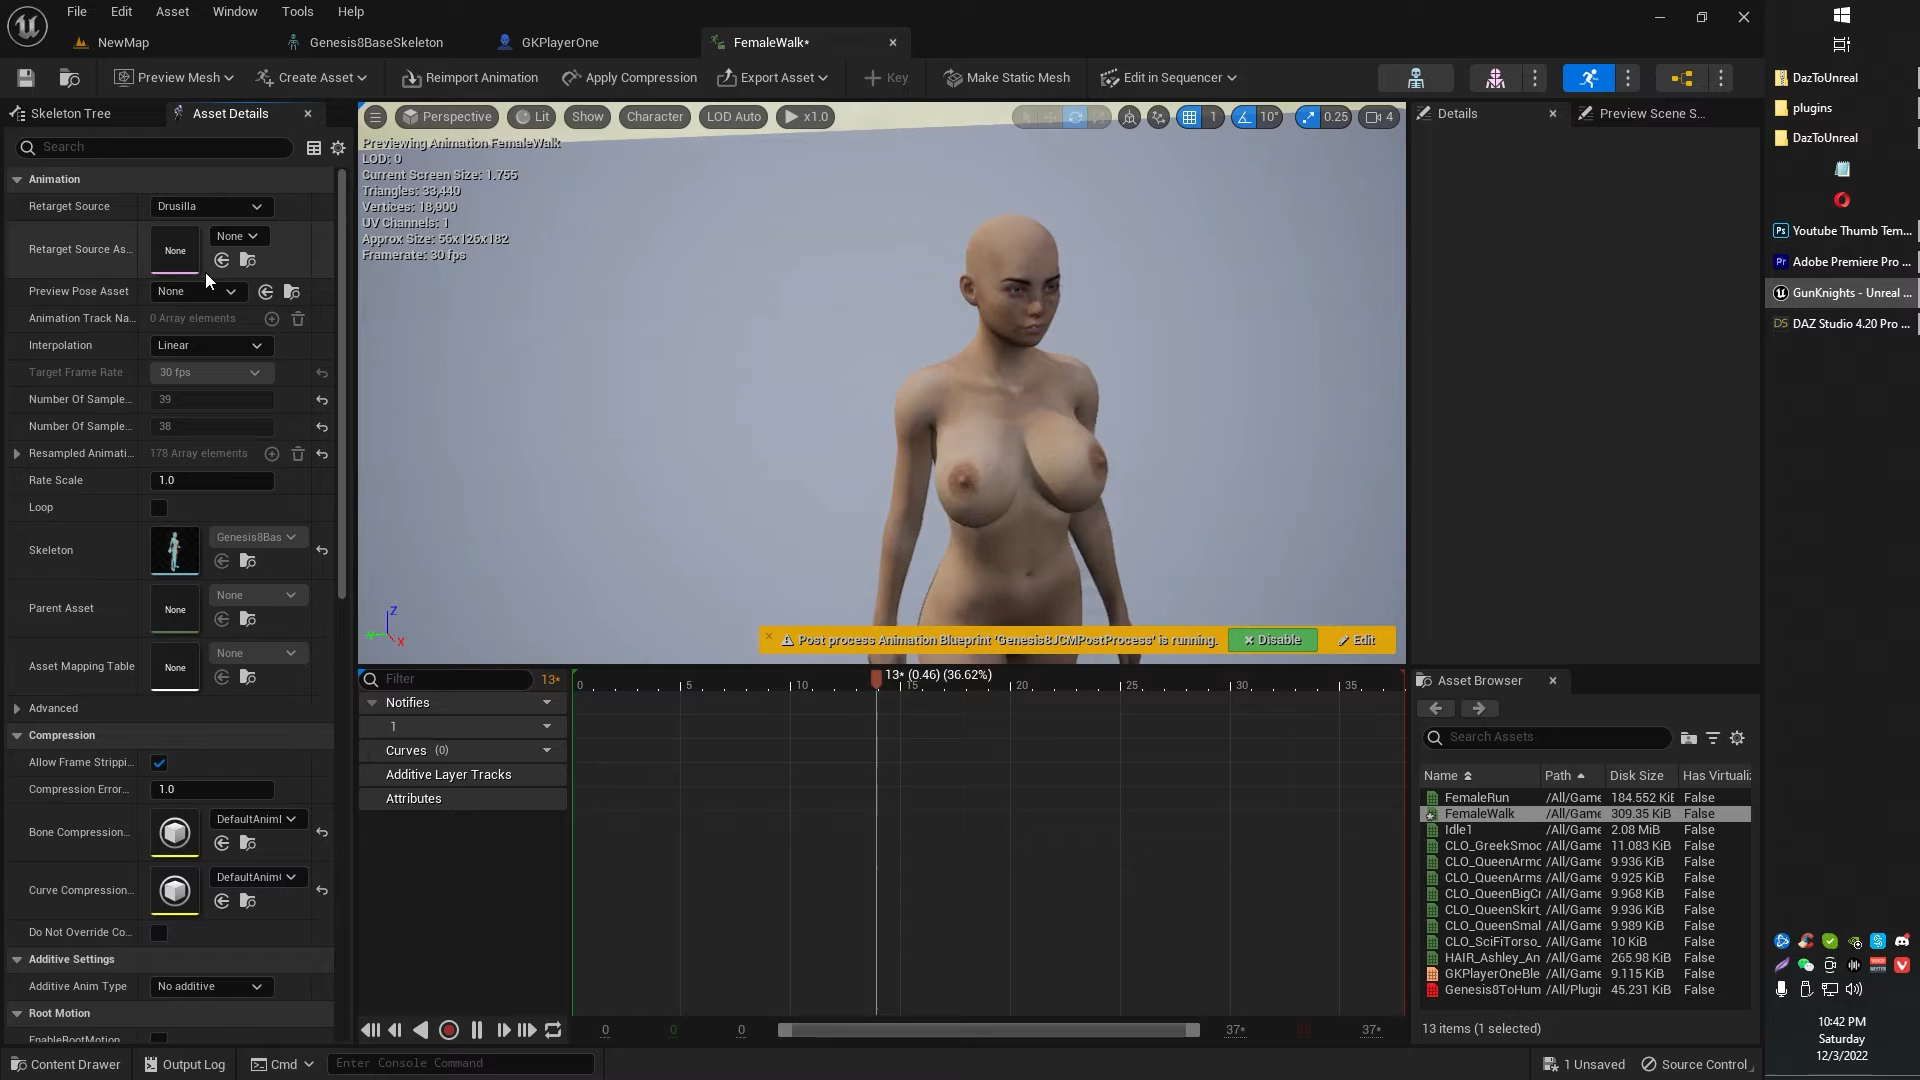 File Edit Asset Window Tools Help
NewMap Genesis8BaseSkeleton GKPlayerOne FemaleWalk*
Preview Mesh Create Asset Reimport Animation Apply Compression Export Asset Key Make Static Mesh Edit in Sequencer
Skeleton Tree Asset Details
Search
Animation
Retarget Source Drusilla
Retarget Source As... None None
Preview Pose Asset None
Animation Track Na... 0 Array elements
Interpolation Linear
Target Frame Rate 30 fps
Number Of Sample... 39
Number Of Sample... 38
Resampled Animati... 178 Array elements
Rate Scale 1.0
Loop
Skeleton Genesis8Bas
Parent Asset None None
Asset Mapping Table None None
Advanced
Compression
Allow Frame Strippi...
Compression Error... 1.0
Bone Compression... DefaultAnimI
Curve Compression... DefaultAnim
Do Not Override Co...
Additive Settings
Additive Anim Type No additive
Root Motion
EnableRootMotion
Perspective Lit Show Character LOD Auto x1.0 1 10° 0.25 4
Previewing Animation FemaleWalk
LOD: 0
Current Screen Size: 1.755
Triangles: 33,440
Vertices: 18,900
UV Channels: 1
Approx Size: 56x126x182
Framerate: 30 fps
Z
X
Post process Animation Blueprint 'Genesis8JCMPostProcess' is running. Disable Edit
Filter 13*
13* (0.46) (36.62%)
0 5 10 15 20 25 30 35
Notifies
1
Curves (0)
Additive Layer Tracks
Attributes
0 0 0 37* 37*
Details Preview Scene S...
Asset Browser
Search Assets
Name Path Disk Size Has Virtualiz
FemaleRun /All/Game 184.552 KiE False
FemaleWalk /All/Game 309.35 KiB False
Idle1 /All/Game 2.08 MiB False
CLO_GreekSmoc /All/Game 11.083 KiB False
CLO_QueenArmc /All/Game 9.936 KiB False
CLO_QueenArms /All/Game 9.925 KiB False
CLO_QueenBigCr /All/Game 9.968 KiB False
CLO_QueenSkirt_ /All/Game 9.936 KiB False
CLO_QueenSmal /All/Game 9.989 KiB False
CLO_SciFiTorso_ /All/Game 10 KiB False
HAIR_Ashley_An /All/Game 265.98 KiB False
GKPlayerOneBle /All/Game 9.115 KiB False
Genesis8ToHum /All/Plugin 45.231 KiB False
13 items (1 selected)
Content Drawer Output Log Cmd Enter Console Command 1 Unsaved Source Control
DazToUnreal
plugins
DazToUnreal
Youtube Thumb Tem...
Adobe Premiere Pro ...
GunKnights - Unreal ...
DAZ Studio 4.20 Pro ...
10:42 PM
Saturday
12/3/2022